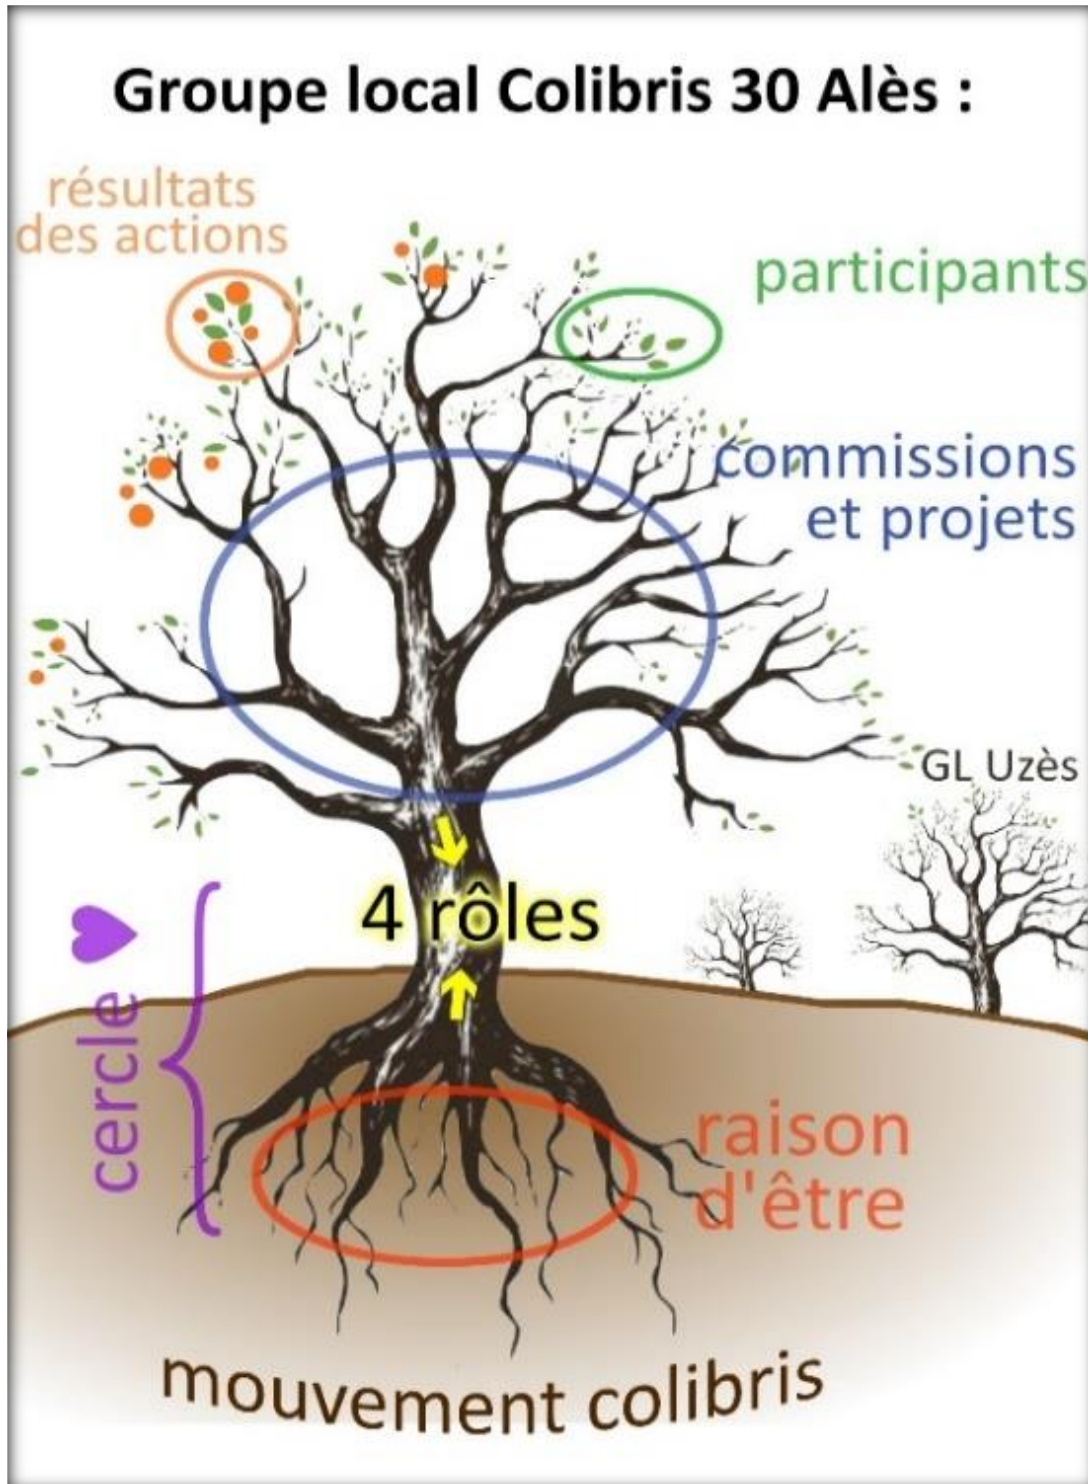 Groupe local Colibris 30 Alès :
résultats
des actions
participants
commissions
et projets
GL Uzès
4 rôles
cercle
raison
d'être
mouvement colibris